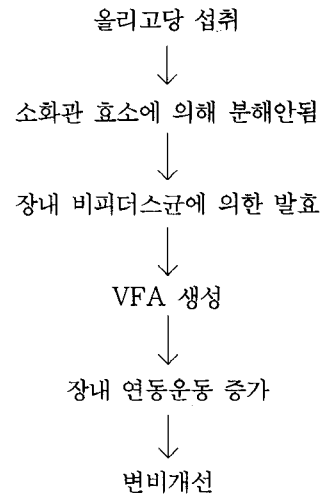 올리고당 섭취
소화관 효소에 의해 분해안됨
장내 비피더스균에 의한 발효
VFA 생성
장내 연동운동 증가
변비개선